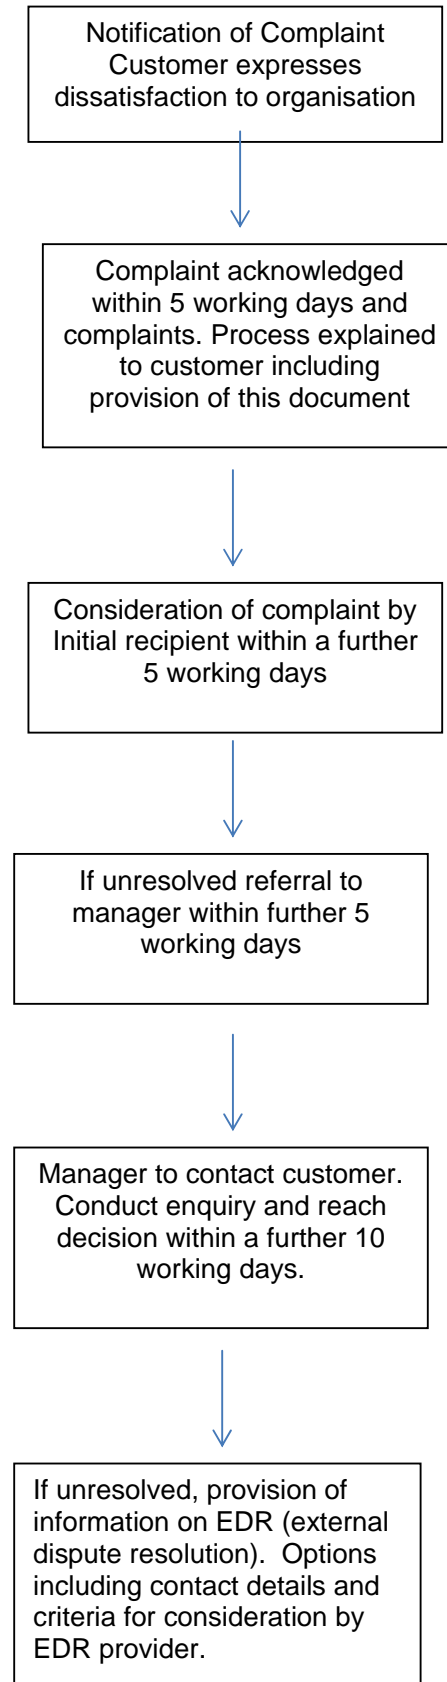 Notification of Complaint
Customer expresses
dissatisfaction to organisation
Complaint acknowledged
within 5 working days and
complaints. Process explained
to customer including
provision of this document
Consideration of complaint by
Initial recipient within a further
5 working days
If unresolved referral to
manager within further 5
working days
Manager to contact customer.
Conduct enquiry and reach
decision within a further 10
working days.
If unresolved, provision of
information on EDR (external
dispute resolution).  Options
including contact details and
criteria for consideration by
EDR provider.